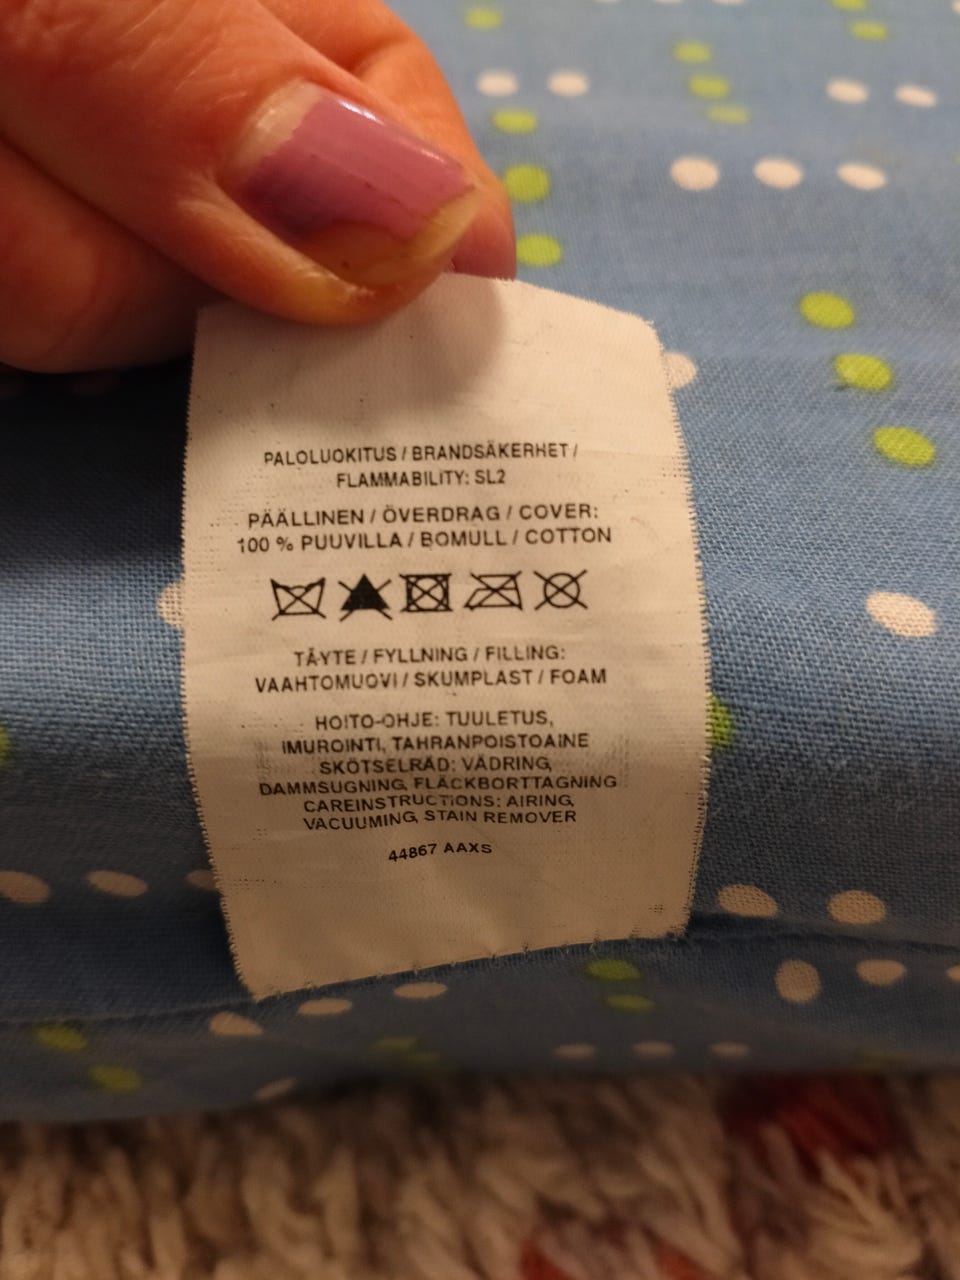 PALOLUOKITUS / BRANDSÄKERHET /
FLAMMABILITY: SL2
PÄÄLLINEN / ÖVERDRAG / COVER:
100 % PUUVILLA / BOMULL / COTTON
TÄYTE / FYLLNING / FILLING:
VAAHTOMUOVI / SKUMPLAST / FOAM
HOITO-OHJE: TUULETUS,
IMUROINTI, TAHRANPOISTOAINE
SKÖTSELRÅD: VÄDRING,
DAMMSUGNING, FLÄCKBORTTAGNING
CAREINSTRUCTIONS: AIRING,
VACUUMING, STAIN REMOVER
44867 AAXS